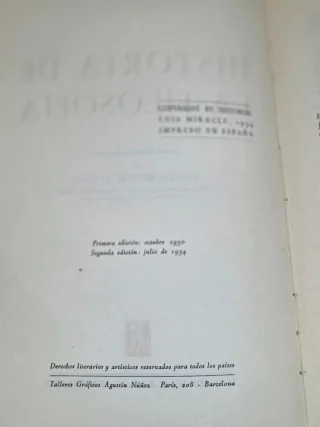 COPYRIGHT BY EDITORIAL
LUIS MIRACLE, 1954
IMPRESO EN ESPAÑA
Primera edición: octubre 1950
Segunda edición: julio de 1954
Derechos literarios y artísticos reservados para todos los países
Talleres Gráficos Agustín Núñez - París, 208 - Barcelona